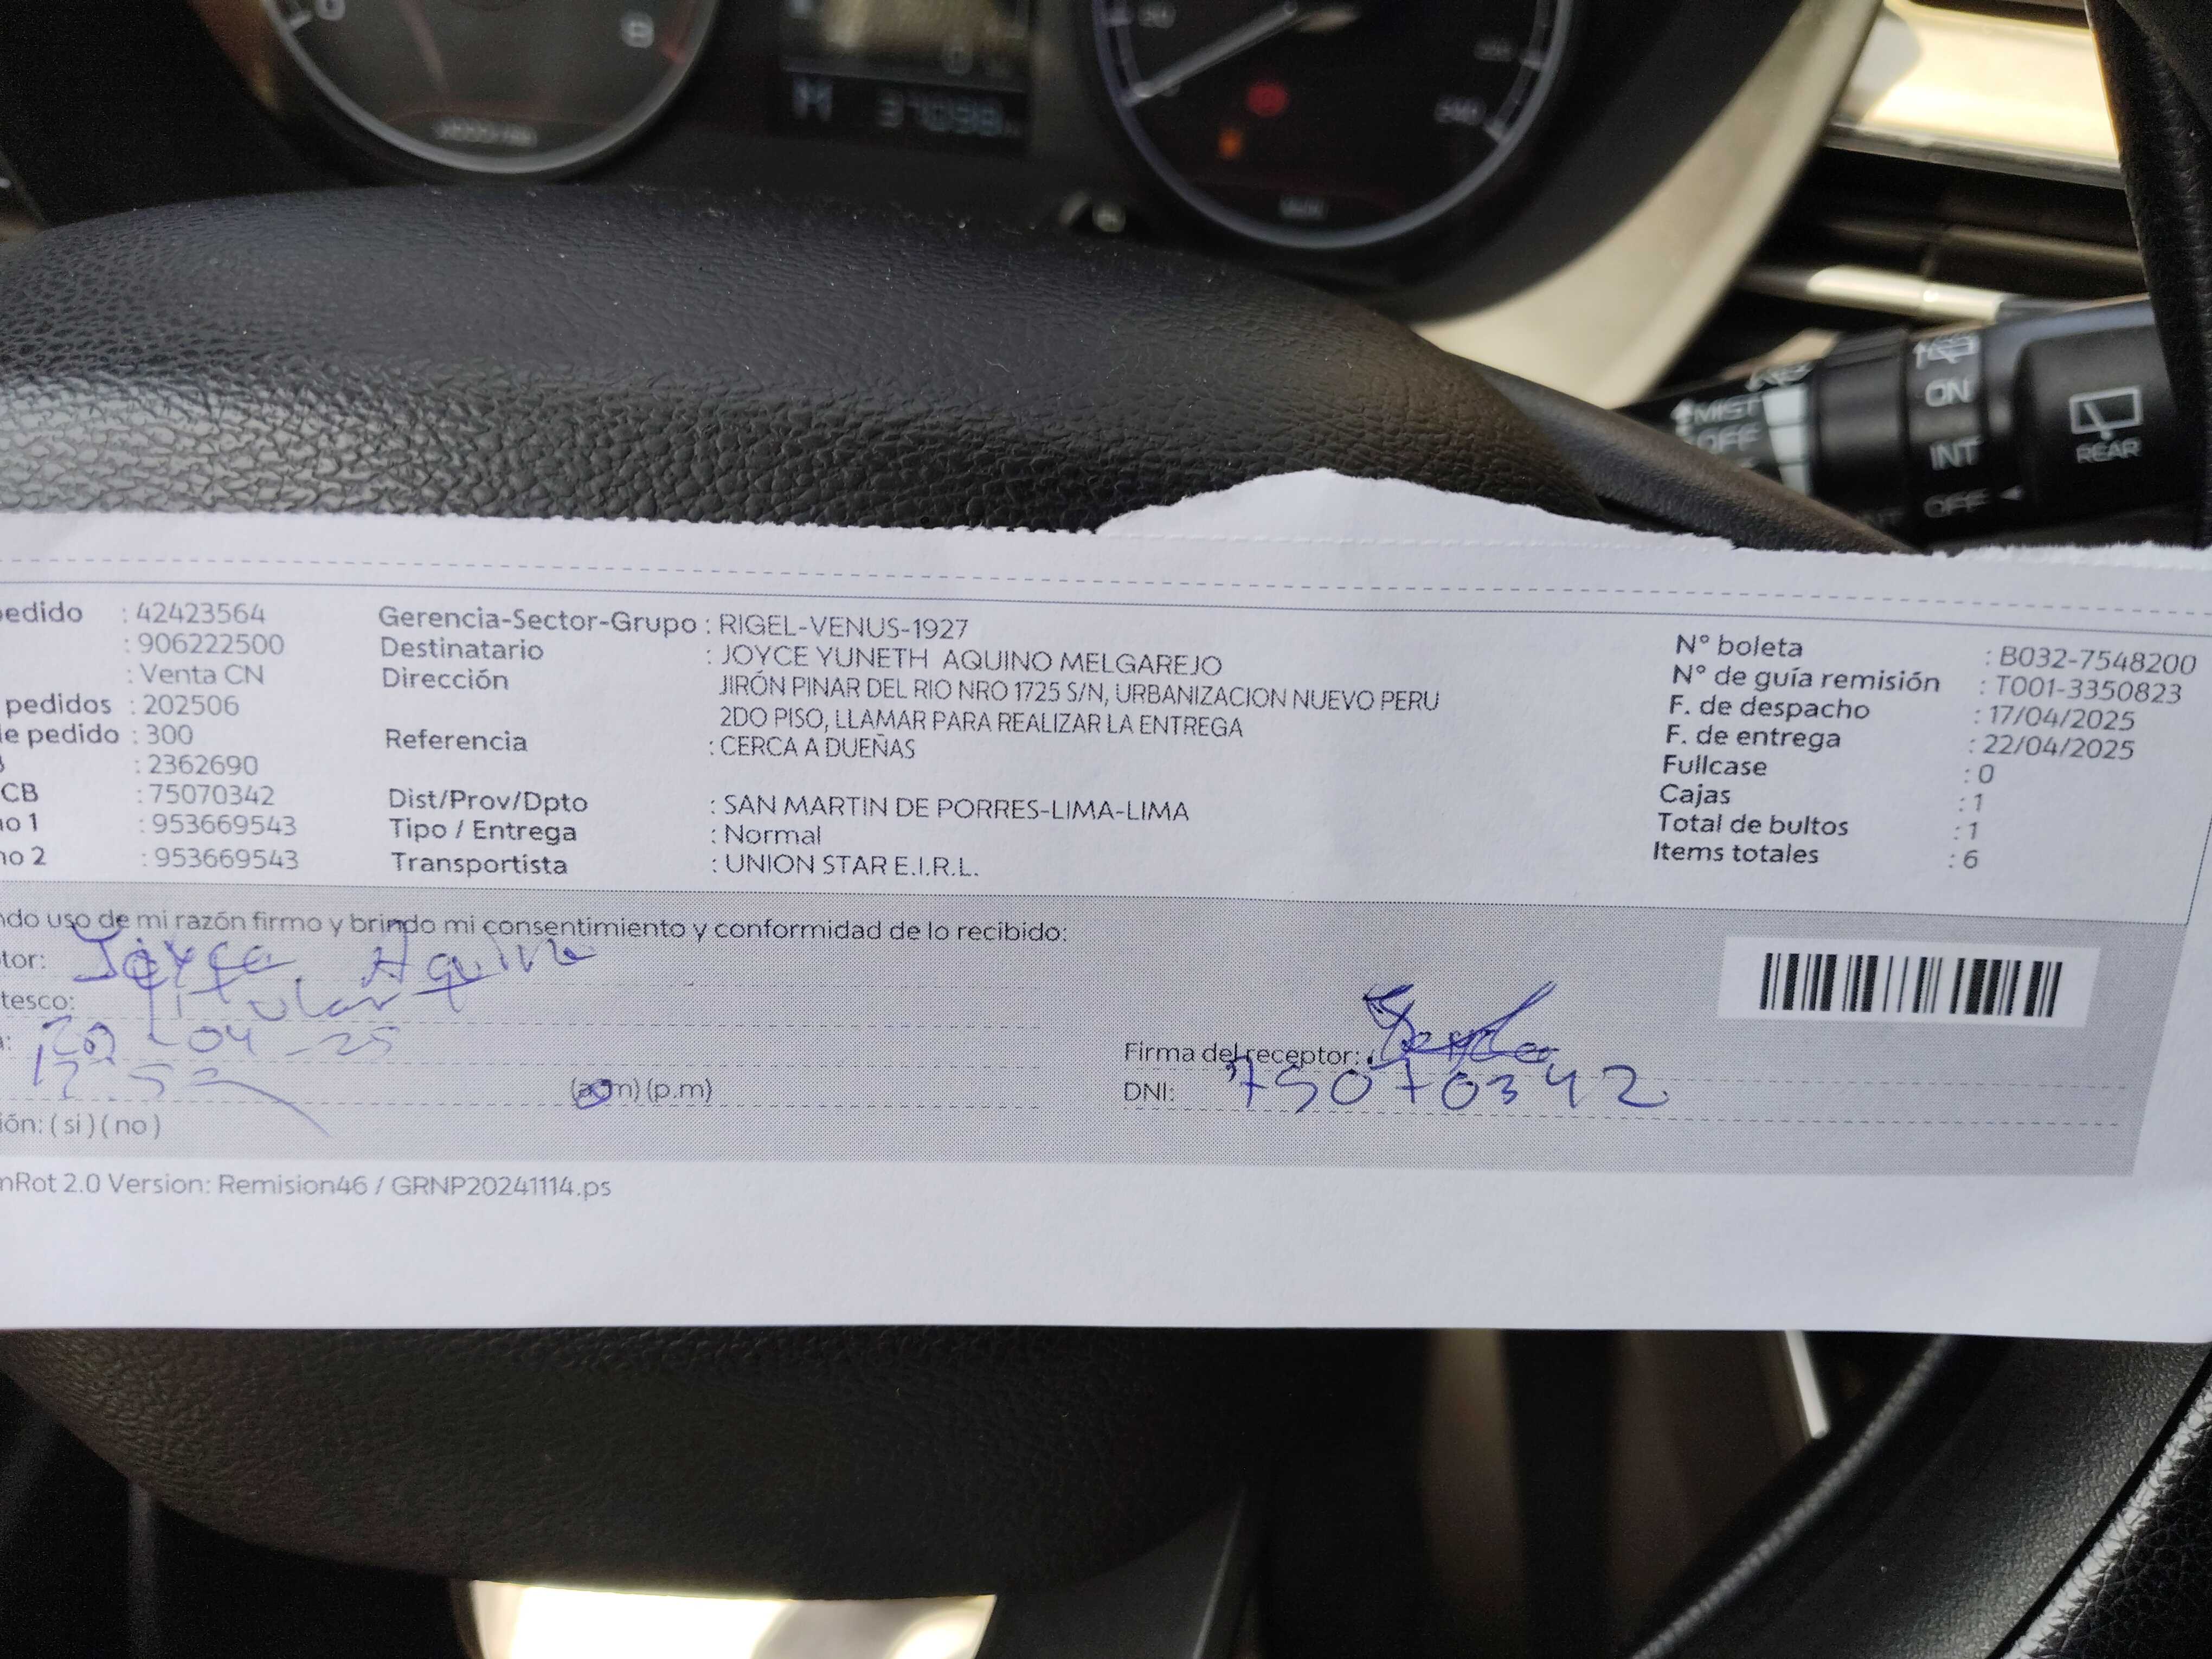 8
M 37098
240
MIST
OFF
ON
INT
OFF
REAR
edido : 42423564
: 906222500
: Venta CN
pedidos : 202506
e pedido : 300
: 2362690
CB : 75070342
no 1 : 953669543
no 2 : 953669543
Gerencia-Sector-Grupo : RIGEL-VENUS-1927
Destinatario : JOYCE YUNETH AQUINO MELGAREJO
Dirección JIRÓN PINAR DEL RIO NRO 1725 S/N, URBANIZACION NUEVO PERU
2DO PISO, LLAMAR PARA REALIZAR LA ENTREGA
Referencia : CERCA A DUEÑAS
Dist/Prov/Dpto : SAN MARTIN DE PORRES-LIMA-LIMA
Tipo / Entrega : Normal
Transportista : UNION STAR E.I.R.L.
N° boleta : B032-7548200
N° de guía remisión : T001-3350823
F. de despacho : 17/04/2025
F. de entrega : 22/04/2025
Fullcase : 0
Cajas : 1
Total de bultos : 1
Items totales : 6
ndo uso de mi razón firmo y brindo mi consentimiento y conformidad de lo recibido:
tor: Joyce Aquino
tesco: Titular
04-25
(a.m) (p.m)
ión: ( si ) ( no )
Firma del receptor:
DNI: 75070342
mRot 2.0 Version: Remision46 / GRNP20241114.ps